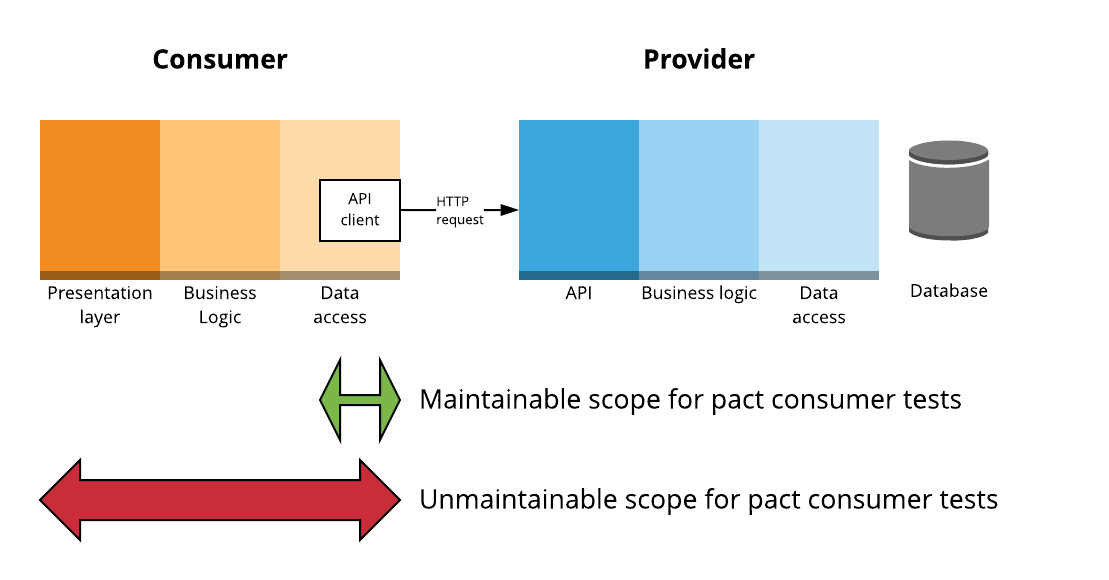 Consumer
Provider
API
client
HTTP
request
Presentation
layer
Business
Logic
Data
access
API
Business logic
Data
access
Database
Maintainable scope for pact consumer tests
Unmaintainable scope for pact consumer tests